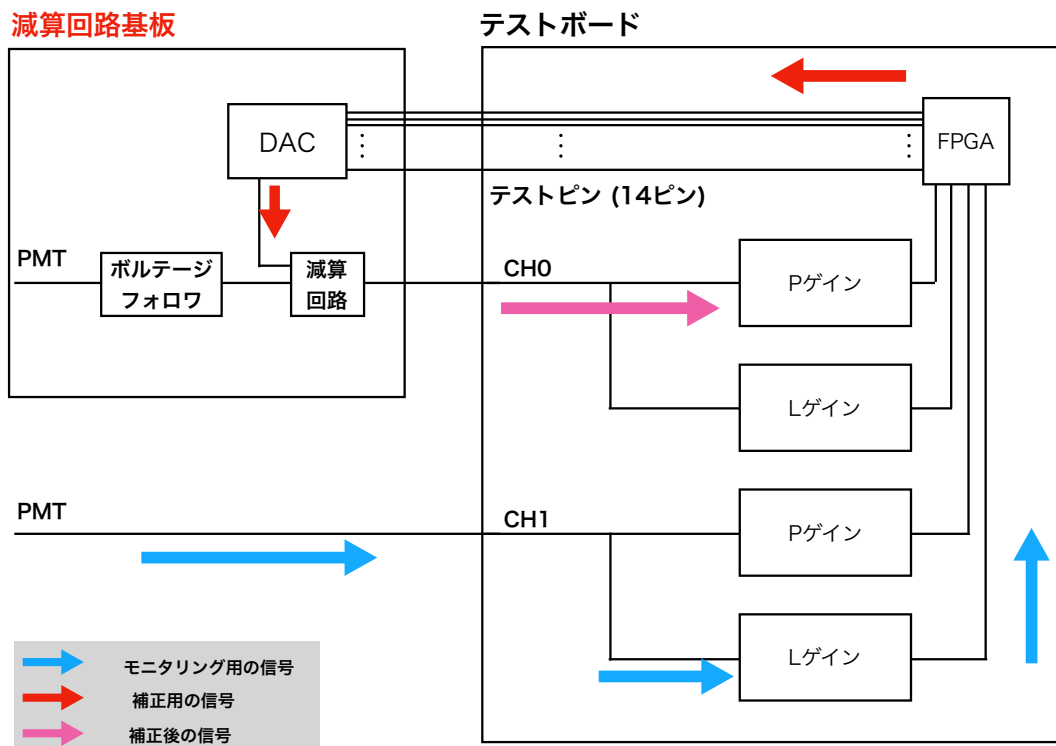 減算回路基板
テストボード
DAC
FPGA
テストピン (14ピン)
PMT
ボルテージ
フォロワ
減算
回路
CH0
Pゲイン
Lゲイン
PMT
CH1
Pゲイン
Lゲイン
モニタリング用の信号
補正用の信号
補正後の信号